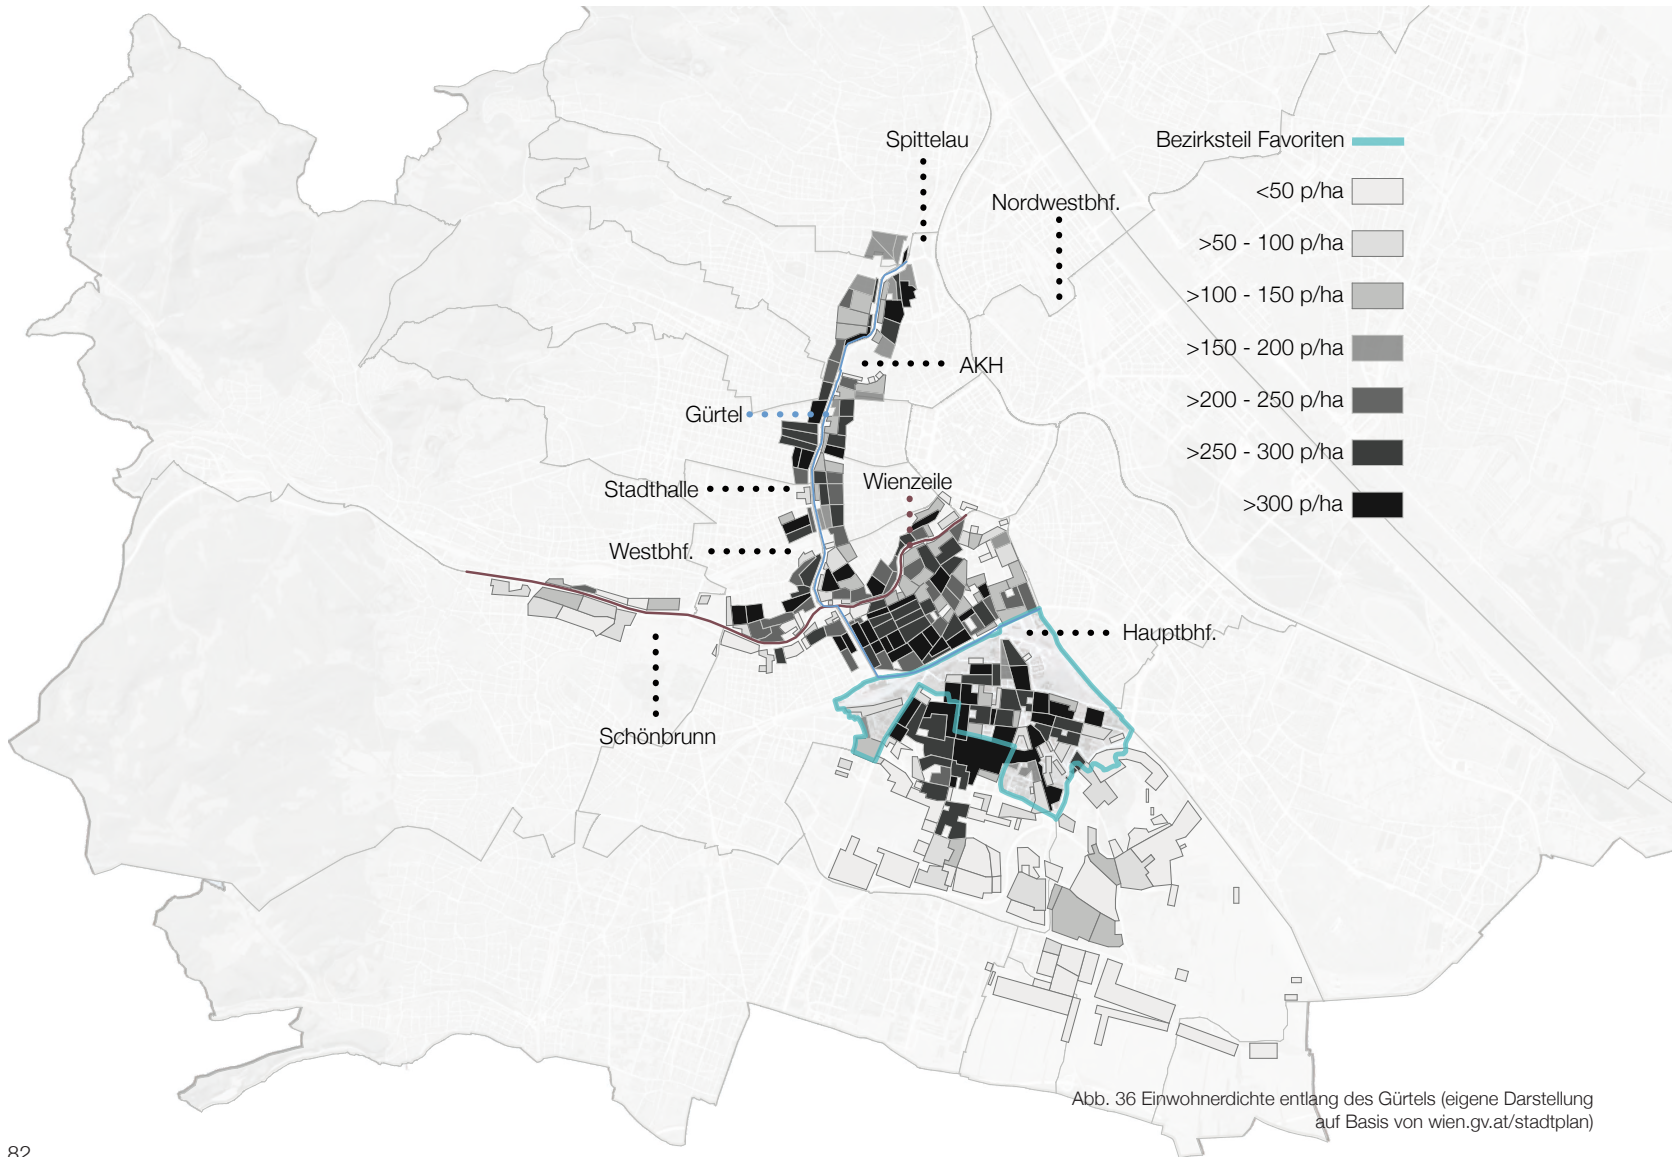 Spittelau
Nordwestbhf.
Bezirksteil Favoriten
<50 p/ha
>50 - 100 p/ha
>100 - 150 p/ha
>150 - 200 p/ha
>200 - 250 p/ha
>250 - 300 p/ha
>300 p/ha
AKH
Gürtel
Stadthalle
Wienzeile
Westbhf.
Hauptbhf.
Schönbrunn
Abb. 36 Einwohnerdichte entlang des Gürtels (eigene Darstellung
auf Basis von wien.gv.at/stadtplan)
82